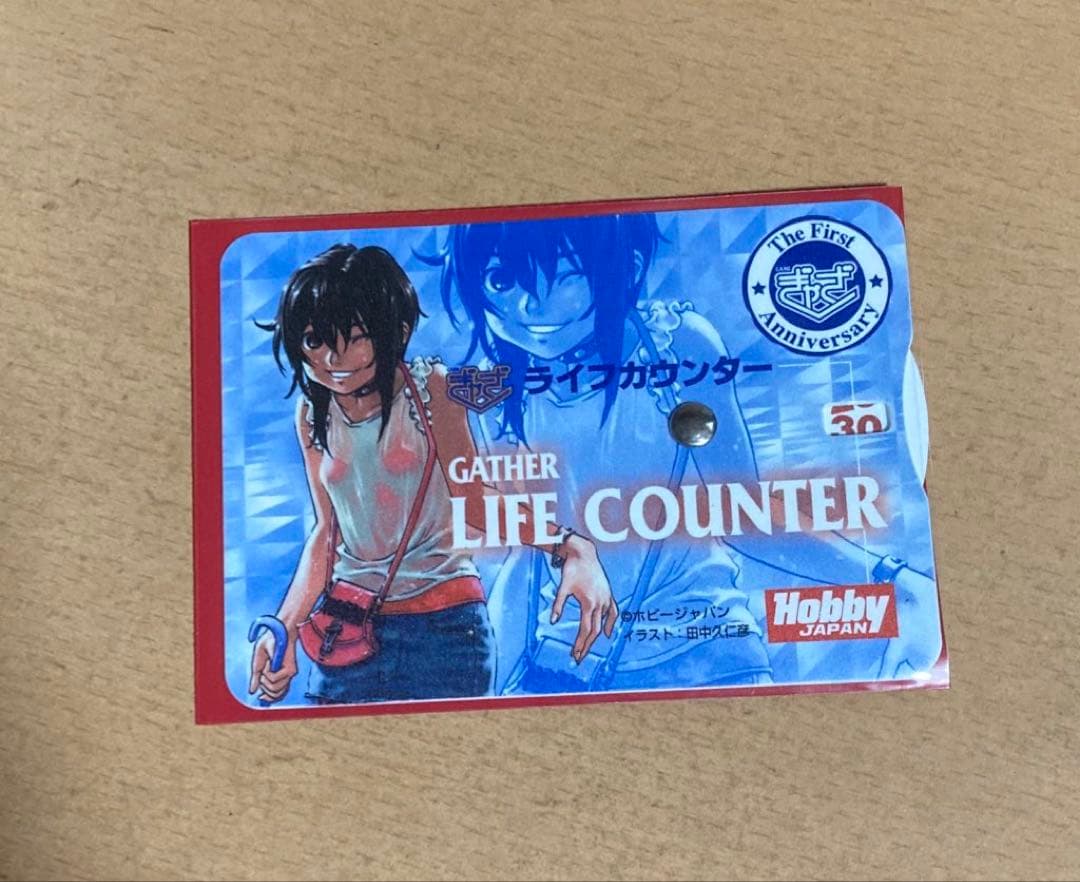 The First
GAME
ぎゃざ
Anniversary
ぎゃざ ライフカウンター
30
GATHER
LIFE COUNTER
Hobby
JAPAN
©ホビージャパン
イラスト：田中久仁彦